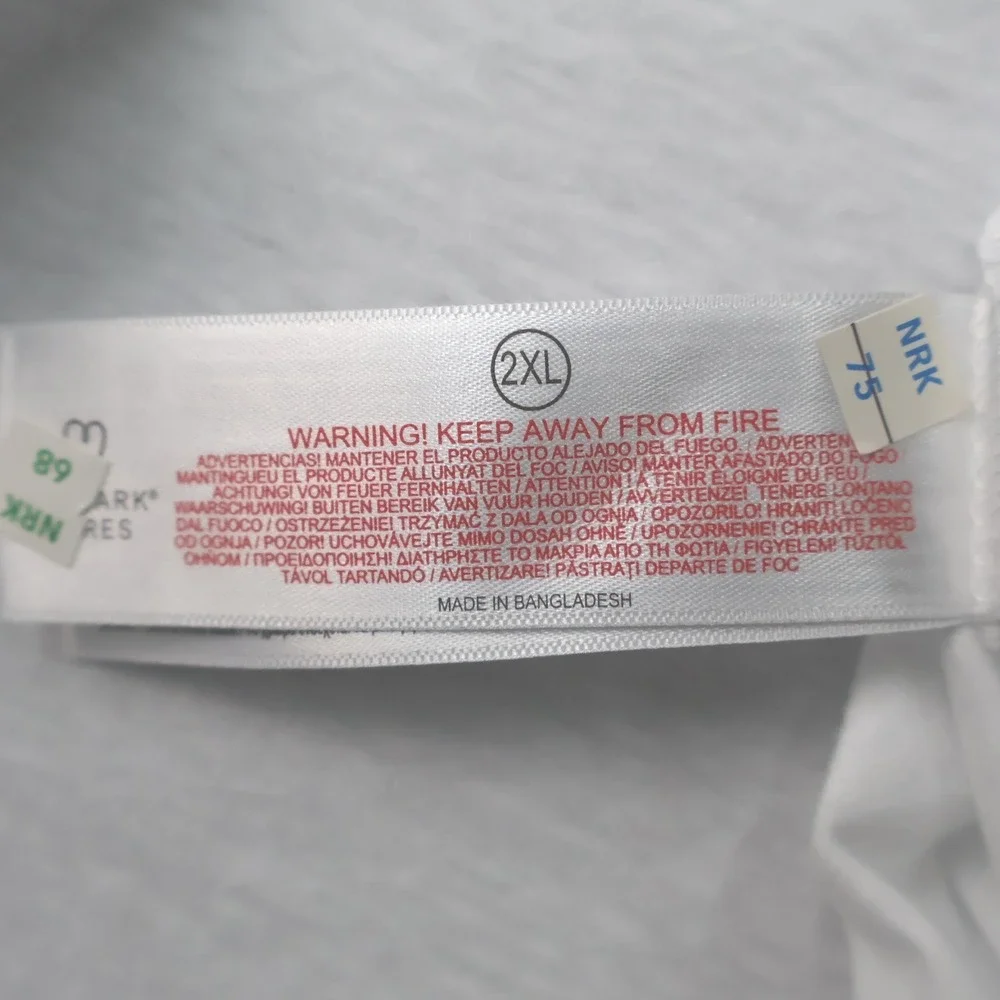 2XL
WARNING! KEEP AWAY FROM FIRE
ADVERTENCIAS! MANTENER EL PRODUCTO ALEJADO DEL FUEGO / ADVERTEN
MANTINGUEU EL PRODUCTE ALLUNYAT DEL FOC / AVISO! MANTER AFASTADO DO FOGO
ACHTUNG! VON FEUER FERNHALTEN / ATTENTION ! A TENIR ELOIGNE DU FEU /
WAARSCHUWING! BUITEN BEREIK VAN VUUR HOUDEN / AVVERTENZE! TENERE LONTANO
DAL FUOCO / OSTRZEŻENIE! TRZYMAĆ Z DALA OD OGNIA / OPOZORILO! HRANITI LOČENO
OD OGNJA / POZOR! UCHOVÁVEJTE MIMO DOSAH OHNĚ / UPOZORNENIE! CHRÁŇTE PRED
OHŇOM / ΠΡΟΕΙΔΟΠΟΙΗΣΗ! ΔΙΑΤΗΡΗΣΤΕ ΤΟ ΜΑΚΡΙΑ ΑΠΟ ΤΗ ΦΩΤΙΑ / FIGYELEM! TŰZTŐL
TÁVOL TARTANDÓ / AVERTIZARE! PĂSTRAȚI DEPARTE DE FOC
MADE IN BANGLADESH
NRK
75
68
NRK
ARK®
RES